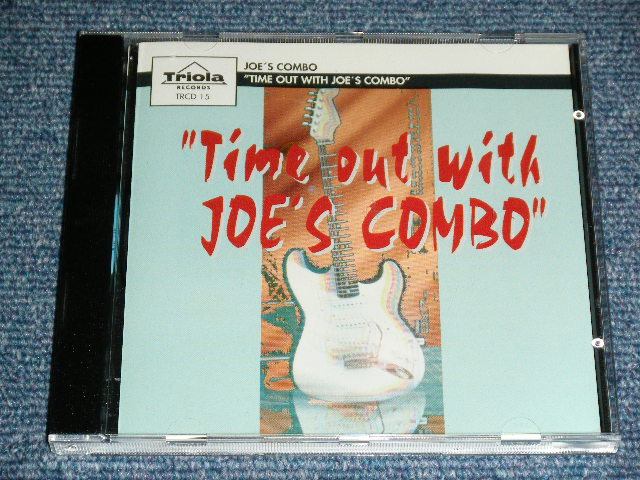 Triola
RECORDS
TRCD 15
JOE'S COMBO
"TIME OUT WITH JOE'S COMBO"
"Time out with
JOE'S COMBO"